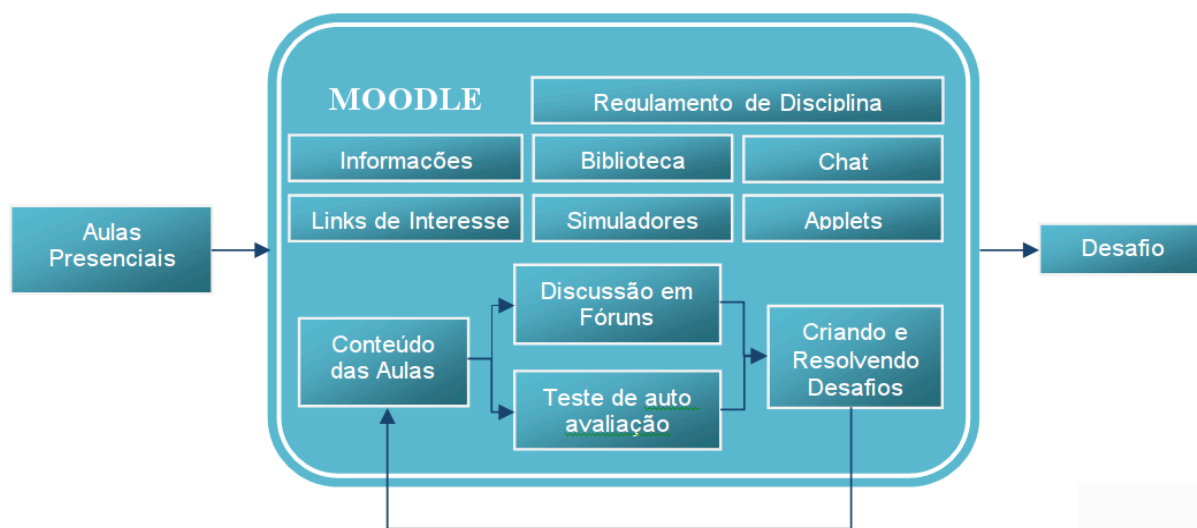 MOODLE
Regulamento de Disciplina
Informações
Biblioteca
Chat
Links de Interesse
Simuladores
Applets
Aulas
Presenciais
Desafio
Discussão em
Fóruns
Conteúdo
das Aulas
Criando e
Resolvendo
Desafios
Teste de auto
avaliação